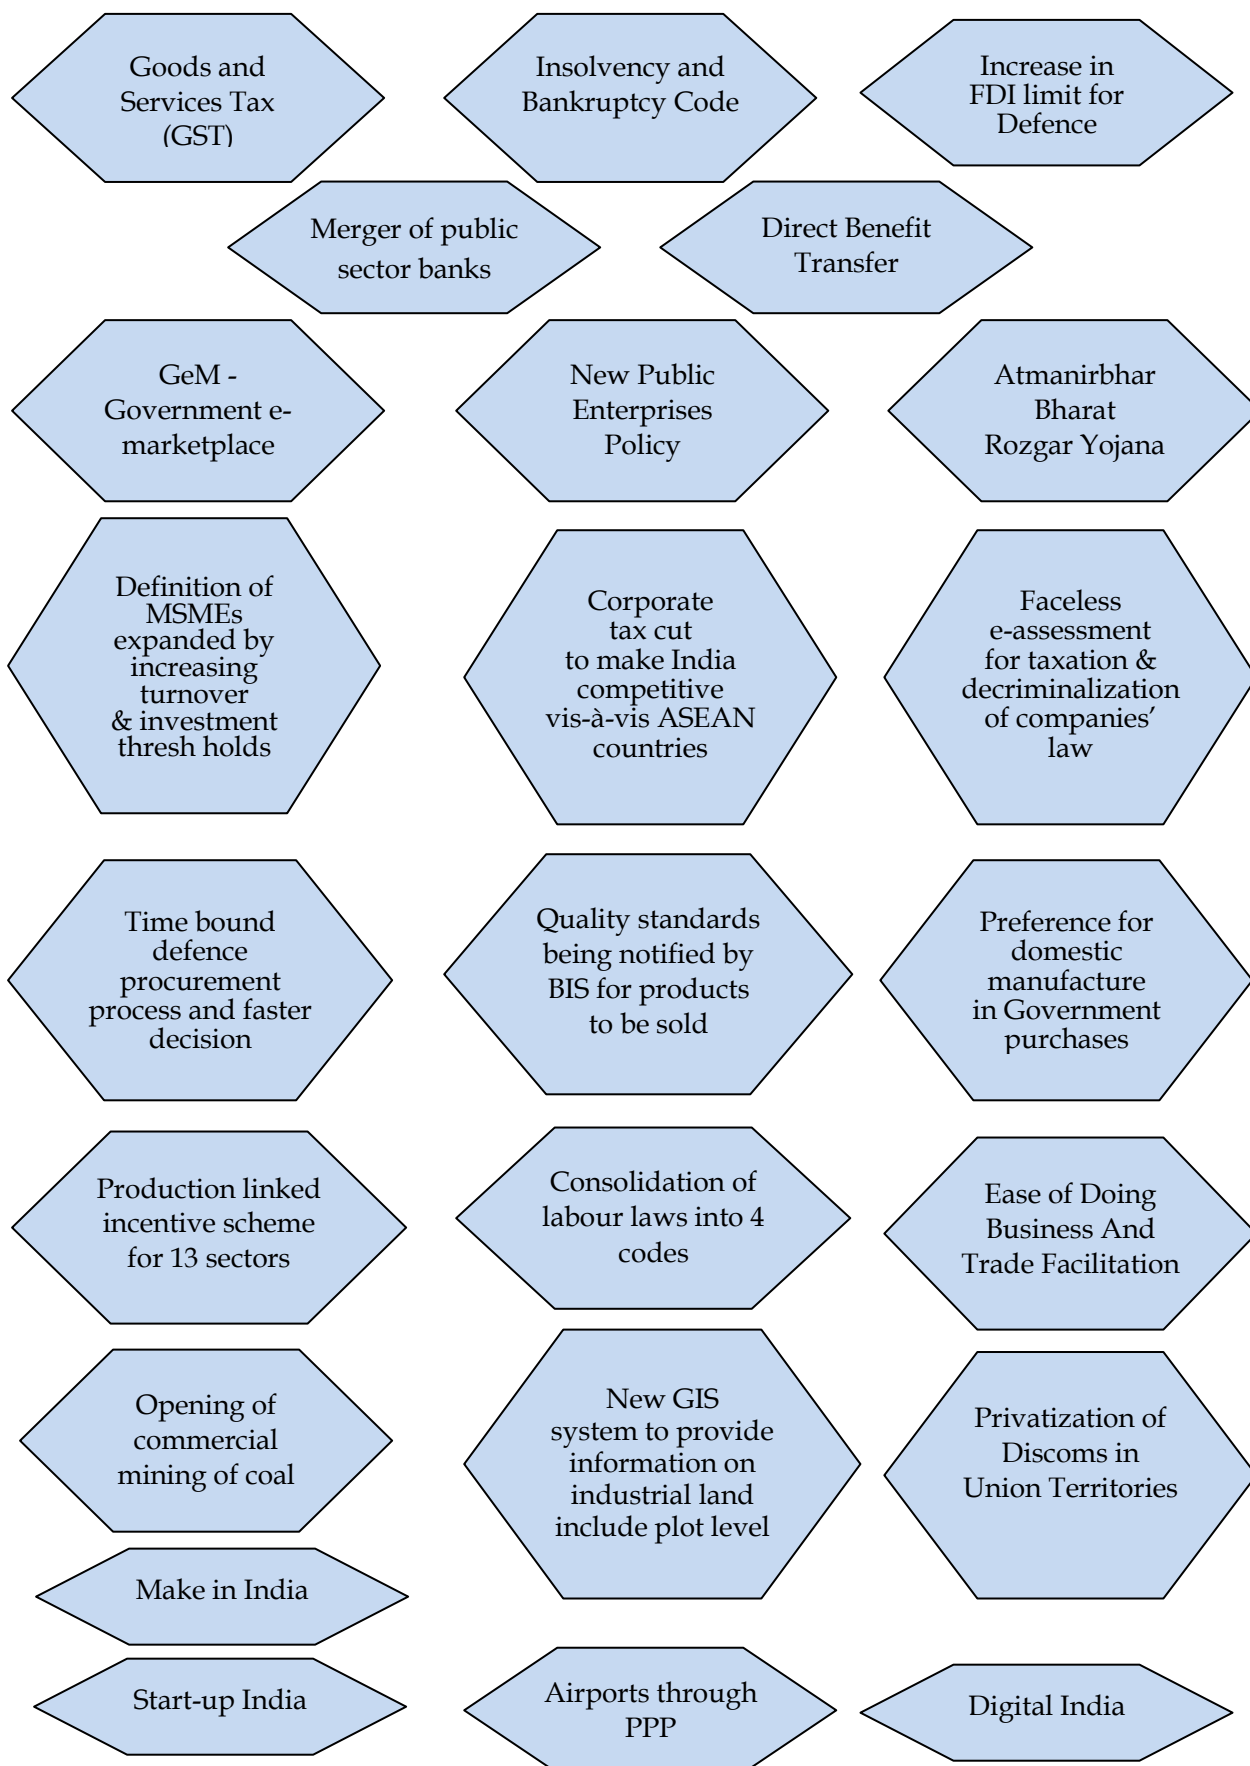 Goods and
Services Tax
(GST)
Insolvency and
Bankruptcy Code
Increase in
FDI limit for
Defence
Merger of public
sector banks
Direct Benefit
Transfer
GeM -
Government e-
marketplace
New Public
Enterprises
Policy
Atmanirbhar
Bharat
Rozgar Yojana
Definition of
MSMEs
expanded by
increasing
turnover
& investment
thresh holds
Corporate
tax cut
to make India
competitive
vis-à-vis ASEAN
countries
Faceless
e-assessment
for taxation &
decriminalization
of companies’
law
Time bound
defence
procurement
process and faster
decision
Quality standards
being notified by
BIS for products
to be sold
Preference for
domestic
manufacture
in Government
purchases
Production linked
incentive scheme
for 13 sectors
Consolidation of
labour laws into 4
codes
Ease of Doing
Business And
Trade Facilitation
Opening of
commercial
mining of coal
New GIS
system to provide
information on
industrial land
include plot level
Privatization of
Discoms in
Union Territories
Make in India
Start-up India
Airports through
PPP
Digital India